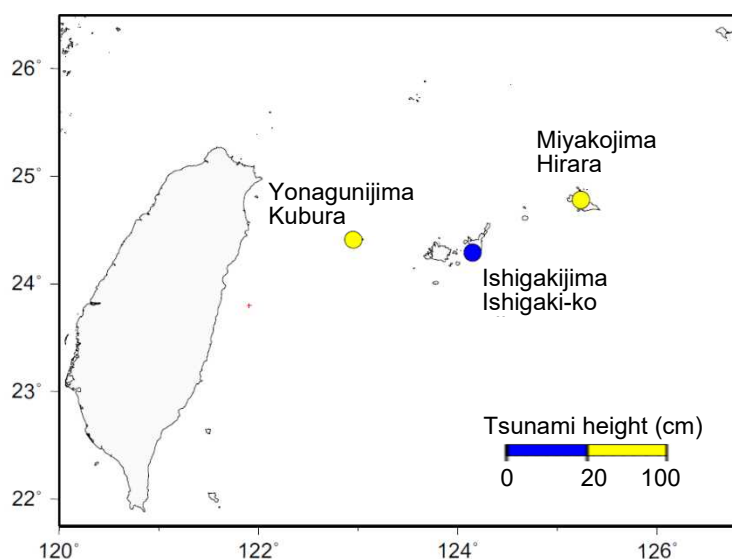 26°
25°
24°
23°
22°
Miyakojima
Hirara
Yonagunijima
Kubura
Ishigakijima
Ishigaki-ko
Tsunami height (cm)
0 20 100
120° 122° 124° 126°